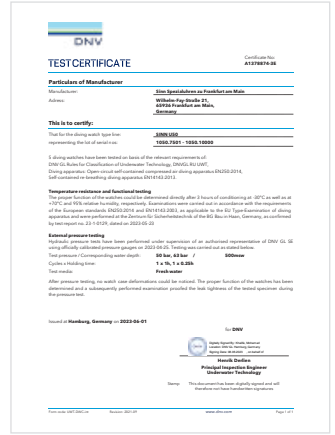 DNV
TEST CERTIFICATE
Certificate No:
A1378874-38
Particulars of Manufacturer
Manufacturer: Sinn Spezialuhren zu Frankfurt am Main
Adress: Wilhelm-Fay-Straße 21,
65936 Frankfurt am Main,
Germany
This is to certify:
That for the diving watch type line: SINN U50
representing the lot of serial no:s: 1050.7501 - 1050.10000
5 diving watches have been tested on basis of the relevant requirements of:
DNV GL Rules for Classification of Underwater Technology, DNVGL RU UWT,
Diving apparatus. Open-circuit self-contained compressed air diving apparatus EN250:2014,
Self-contained re-breathing diving apparatus EN14143:2013.
Temperature-resistance and functional testing
The proper function of the watches could be determined directly after 3 hours of conditioning at -30°C as well as at
+70°C and 95% relative humidity, respectively. Examinations were carried out in accordance with the requirements
of the European standards EN250:2014 and EN14143:2003, as applicable to the EU Type-Examination of diving
apparatus and were performed at the Zentrum für Sicherheitstechnik of the BG Bau in Haan, Germany, as confirmed
by test report no. 23-1-0129, dated on 2023-05-23
External pressure testing
Hydraulic pressure tests have been performed under supervision of an authorised representative of DNV GL SE
using officially calibrated pressure gauges on 2023-04-25. Testing was carried out as stated below.
Test pressure / Corresponding water depth: 50 bar, 63 bar / 500msw
Cycles x Holding time: 1 x 1h, 1 x 0.25h
Test media: Fresh water
After pressure testing, no watch case deformations could be noticed. The proper function of the watches has been
determined and a subsequently performed examination proofed the leak tightness of the tested specimen during
the pressure test.
Issued at Hamburg, Germany on 2023-06-01
for DNV
Henrik Derlien
Principal Inspection Engineer
Underwater Technology
Stamp This document has been digitally signed and will
therefore not have handwritten signatures
Revision: 2021-09 www.dnv.com Page 1 of 1